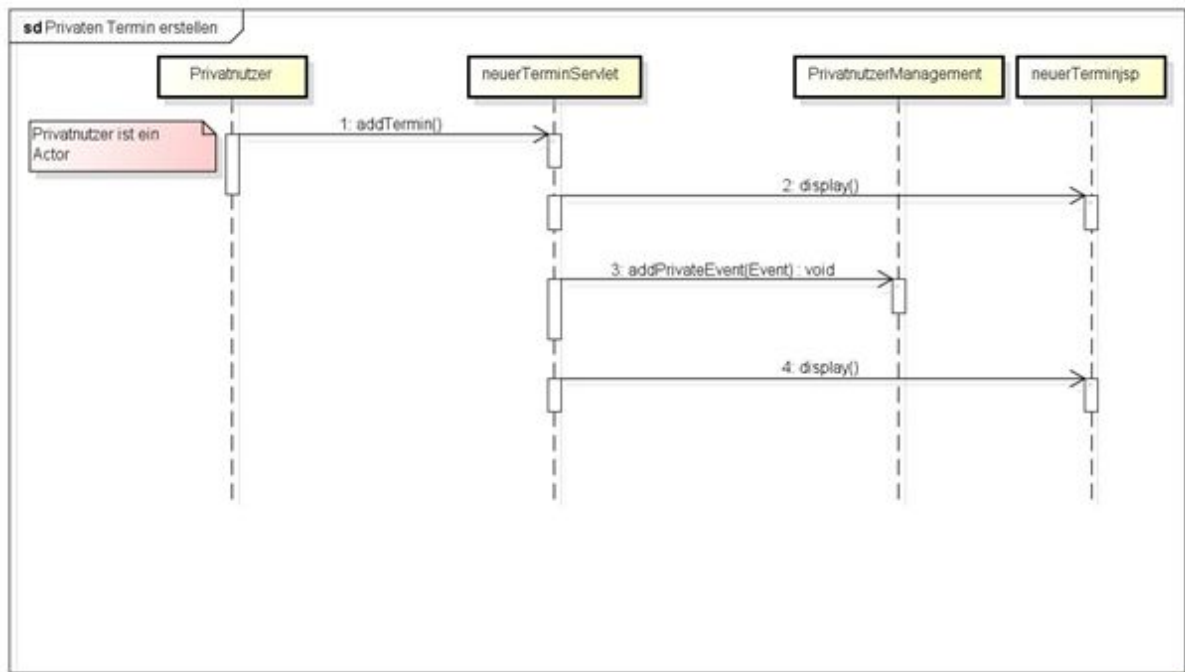 sd Privaten Termin erstellen
Privatnutzer
neuerTerminServlet
PrivatnutzerManagement
neuerTerminjsp
Privatnutzer ist ein
Actor
1: addTermin()
2: display()
3: addPrivateEvent(Event) : void
4: display()